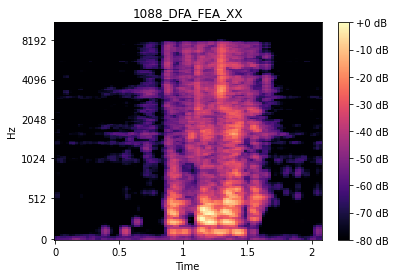 1088_DFA_FEA_XX
8192
4096
2048
1024
512
0
Hz
0
0.5
1
1.5
2
Time
+0 dB
-10 dB
-20 dB
-30 dB
-40 dB
-50 dB
-60 dB
-70 dB
-80 dB